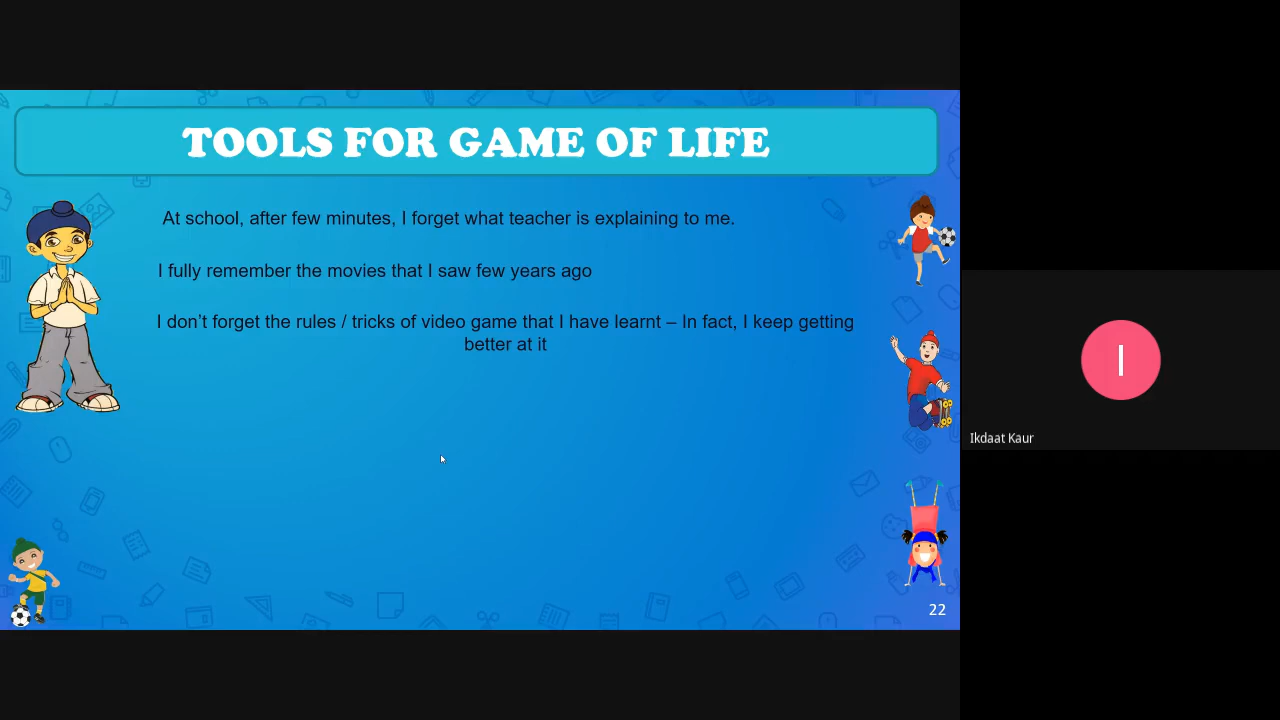 TOOLS FOR GAME OF LIFE
At school, after few minutes, I forget what teacher is explaining to me.
I fully remember the movies that I saw few years ago
I don't forget the rules / tricks of video game that I have learnt – In fact, I keep getting
better at it
22
I
Ikdaat Kaur